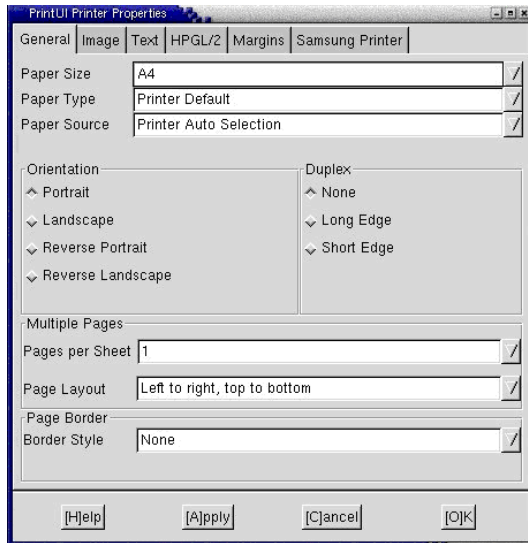 PrintUI Printer Properties
General Image Text HPGL/2 Margins Samsung Printer
Paper Size A4
Paper Type Printer Default
Paper Source Printer Auto Selection
Orientation
Portrait
Landscape
Reverse Portrait
Reverse Landscape
Duplex
None
Long Edge
Short Edge
Multiple Pages
Pages per Sheet 1
Page Layout Left to right, top to bottom
Page Border
Border Style None
[H]elp [A]pply [C]ancel [O]K